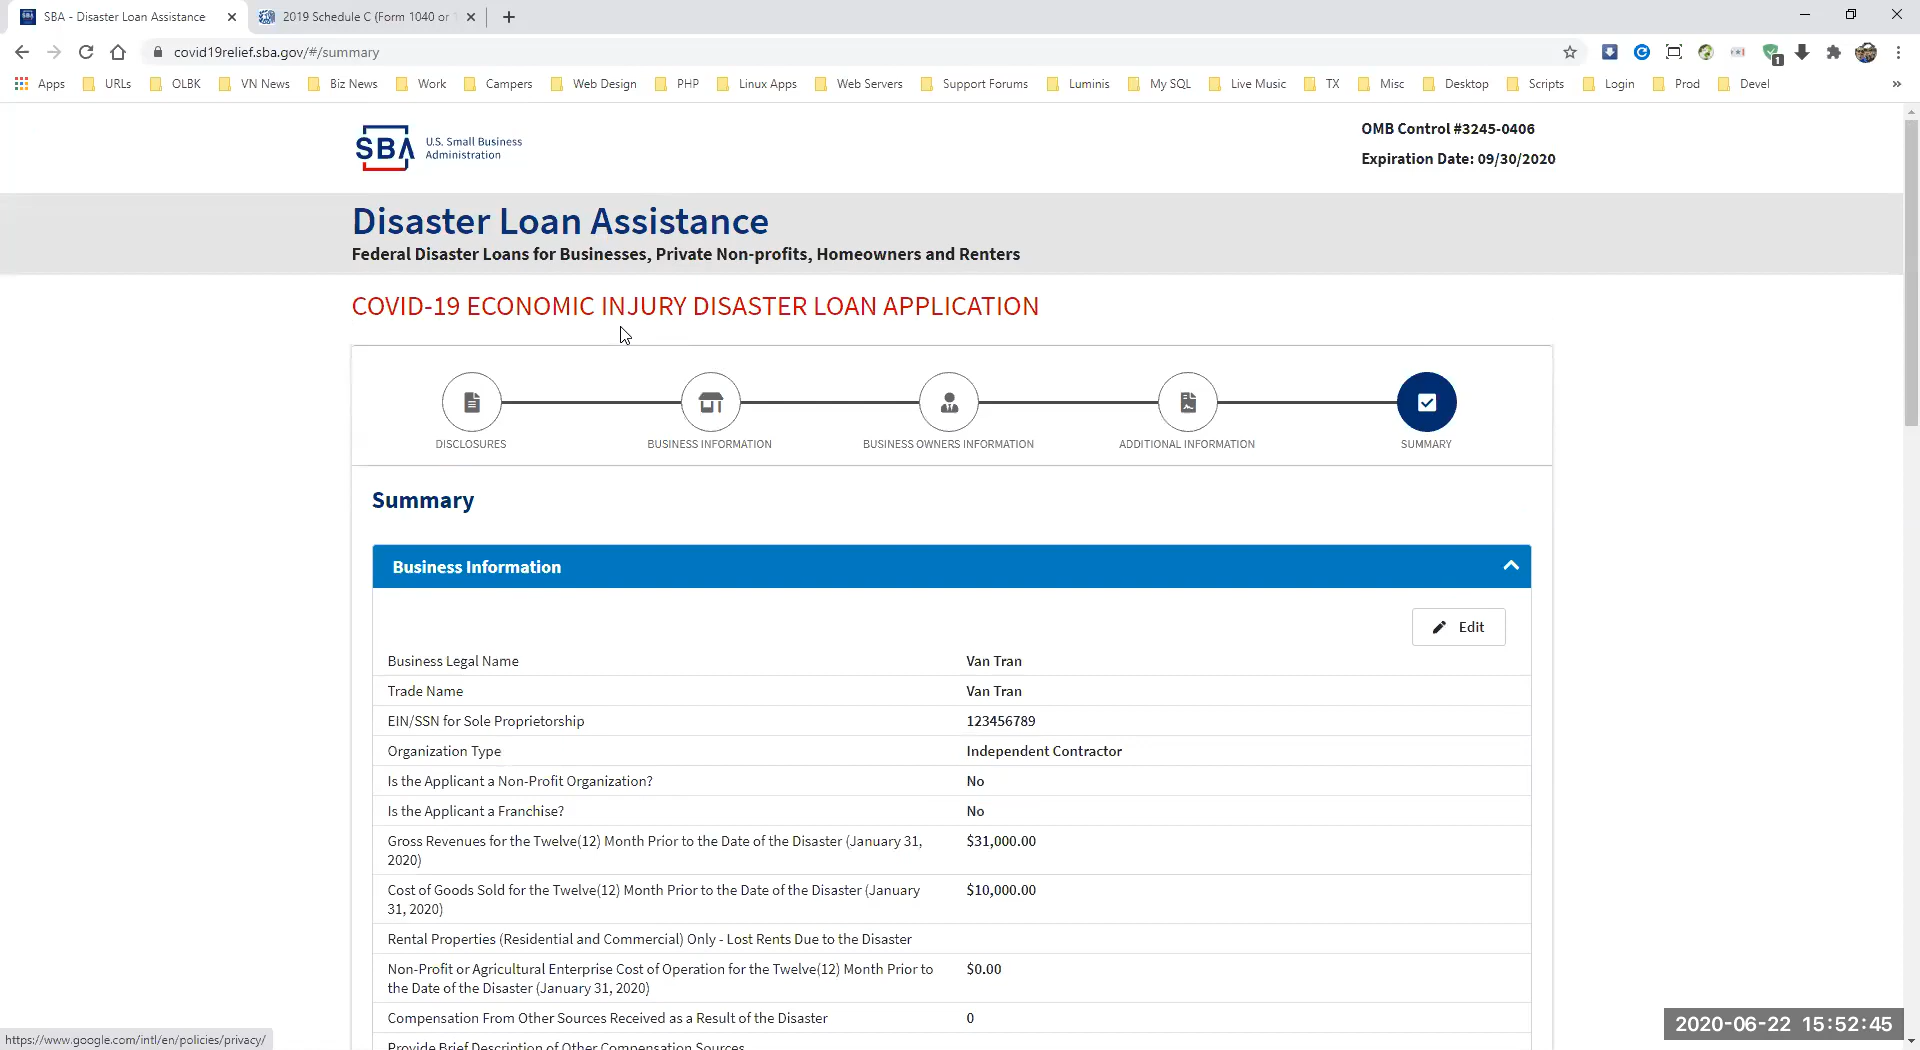 SBA - Disaster Loan Assistance
2019 Schedule C (Form 1040 or
covid19relief.sba.gov/#/summary
1
Apps URLs OLBK VN News Biz News Work Campers Web Design PHP Linux Apps Web Servers Support Forums Luminis My SQL Live Music TX Misc Desktop Scripts Login Prod Devel »
SBA U.S. Small Business
Administration
OMB Control #3245-0406
Expiration Date: 09/30/2020
Disaster Loan Assistance
Federal Disaster Loans for Businesses, Private Non-profits, Homeowners and Renters
COVID-19 ECONOMIC INJURY DISASTER LOAN APPLICATION
DISCLOSURES BUSINESS INFORMATION BUSINESS OWNERS INFORMATION ADDITIONAL INFORMATION SUMMARY
Summary
Business Information
Edit
Business Legal Name Van Tran
Trade Name Van Tran
EIN/SSN for Sole Proprietorship 123456789
Organization Type Independent Contractor
Is the Applicant a Non-Profit Organization? No
Is the Applicant a Franchise? No
Gross Revenues for the Twelve(12) Month Prior to the Date of the Disaster (January 31, $31,000.00
2020)
Cost of Goods Sold for the Twelve(12) Month Prior to the Date of the Disaster (January $10,000.00
31, 2020)
Rental Properties (Residential and Commercial) Only - Lost Rents Due to the Disaster
Non-Profit or Agricultural Enterprise Cost of Operation for the Twelve(12) Month Prior to $0.00
the Date of the Disaster (January 31, 2020)
Compensation From Other Sources Received as a Result of the Disaster 0
Provide Brief Description of Other Compensation Sources
https://www.google.com/intl/en/policies/privacy/
2020-06-22 15:52:45